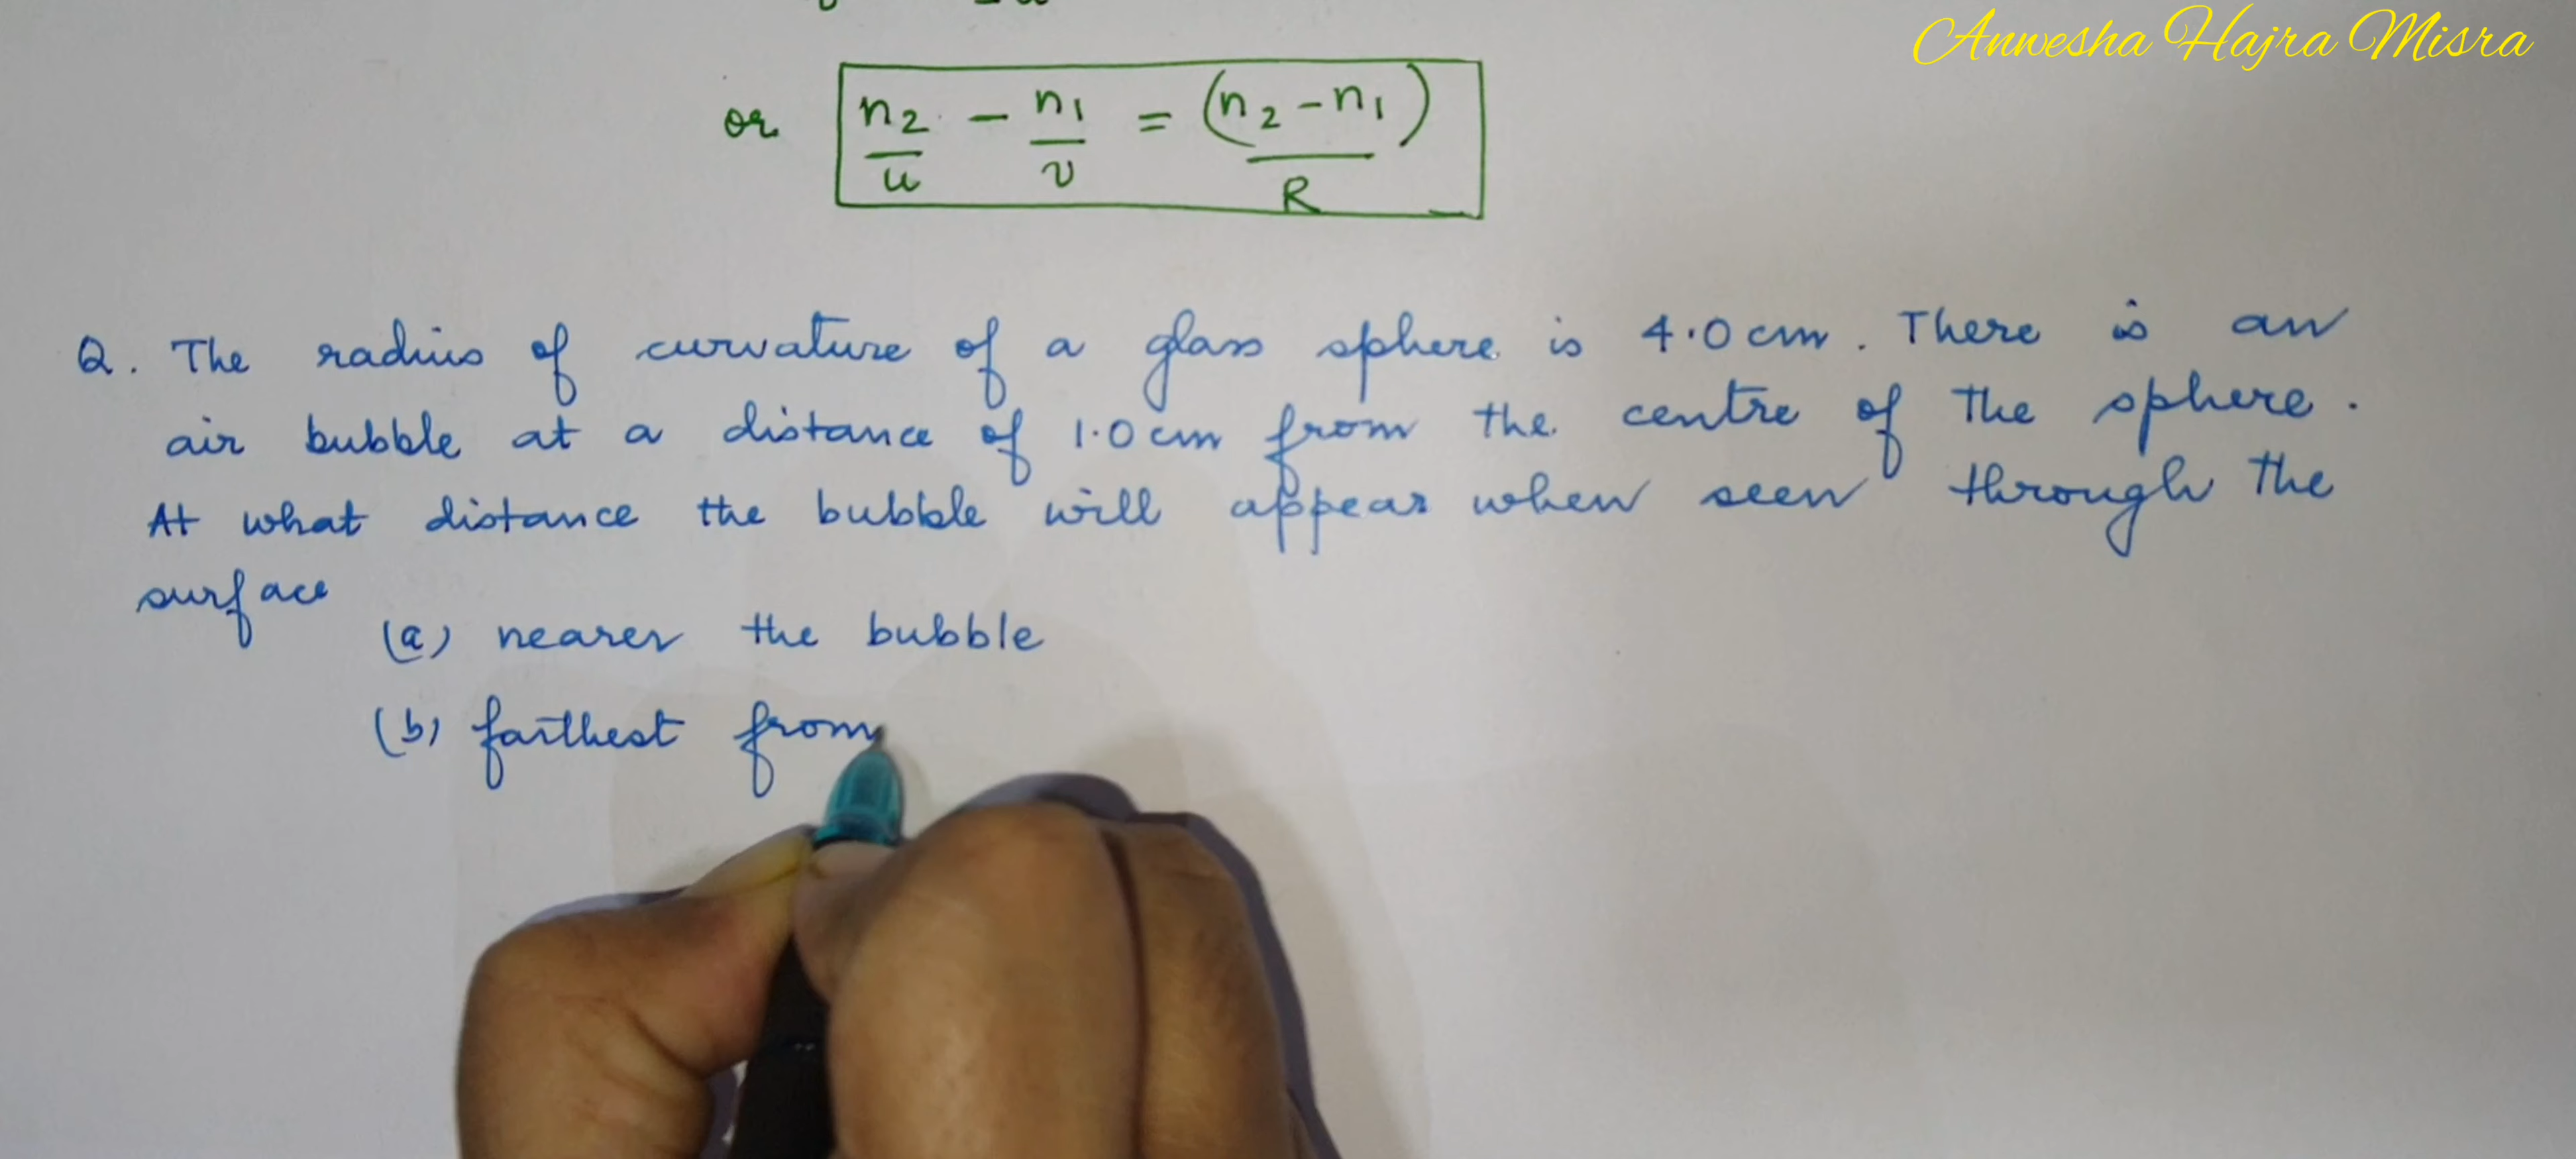 Anwesha Hajra Misra
or n2/u - n1/v = (n2-n1)/R
Q. The radius of curvature of a glass sphere is 4.0 cm. There is an
air bubble at a distance of 1.0 cm from the centre of the sphere.
At what distance the bubble will appear when seen through the
surface
(a) nearer the bubble
(b) farthest from